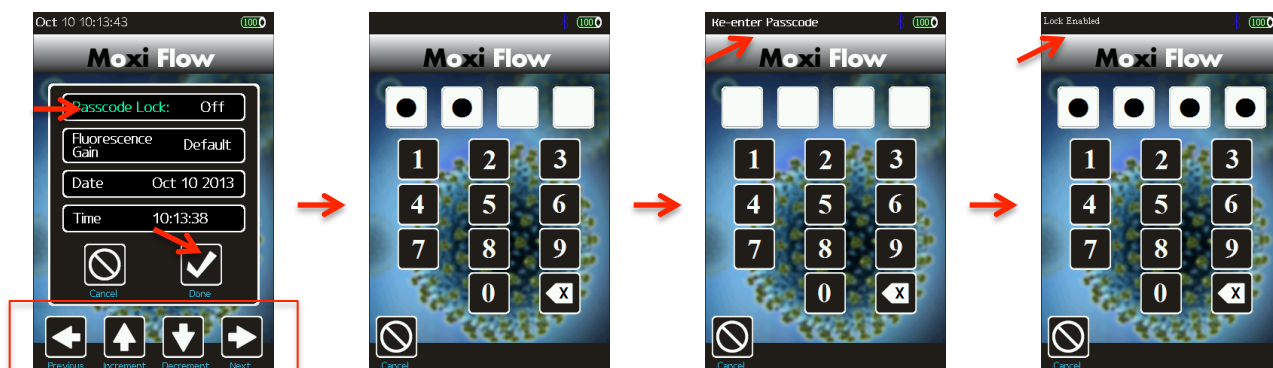 Oct 10 10:13:43
100
Moxi Flow
Passcode Lock: Off
Fluorescence Gain Default
Date Oct 10 2013
Time 10:13:38
Cancel Done
Previous Increment Decrement Next
100
Moxi Flow
1 2 3
4 5 6
7 8 9
0 X
Cancel
Re-enter Passcode 100
Moxi Flow
1 2 3
4 5 6
7 8 9
0 X
Cancel
Lock Enabled 100
Moxi Flow
1 2 3
4 5 6
7 8 9
0 X
Cancel